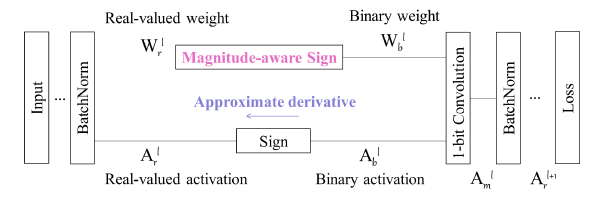 Real-valued weight
Binary weight
W_r^l
W_b^l
Magnitude-aware Sign
Input
...
BatchNorm
Approximate derivative
Sign
1-bit Convolution
BatchNorm
...
Loss
A_r^l
A_b^l
A_m^l
A_r^{l+1}
Real-valued activation
Binary activation